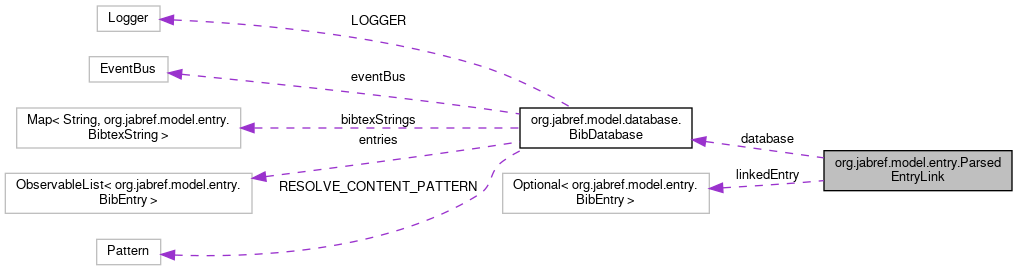 Logger
LOGGER
EventBus
eventBus
Map< String, org.jabref.model.entry.
BibtexString >
bibtexStrings
entries
org.jabref.model.database.
BibDatabase
database
org.jabref.model.entry.Parsed
EntryLink
linkedEntry
ObservableList< org.jabref.model.entry.
BibEntry >
RESOLVE_CONTENT_PATTERN
Optional< org.jabref.model.entry.
BibEntry >
Pattern